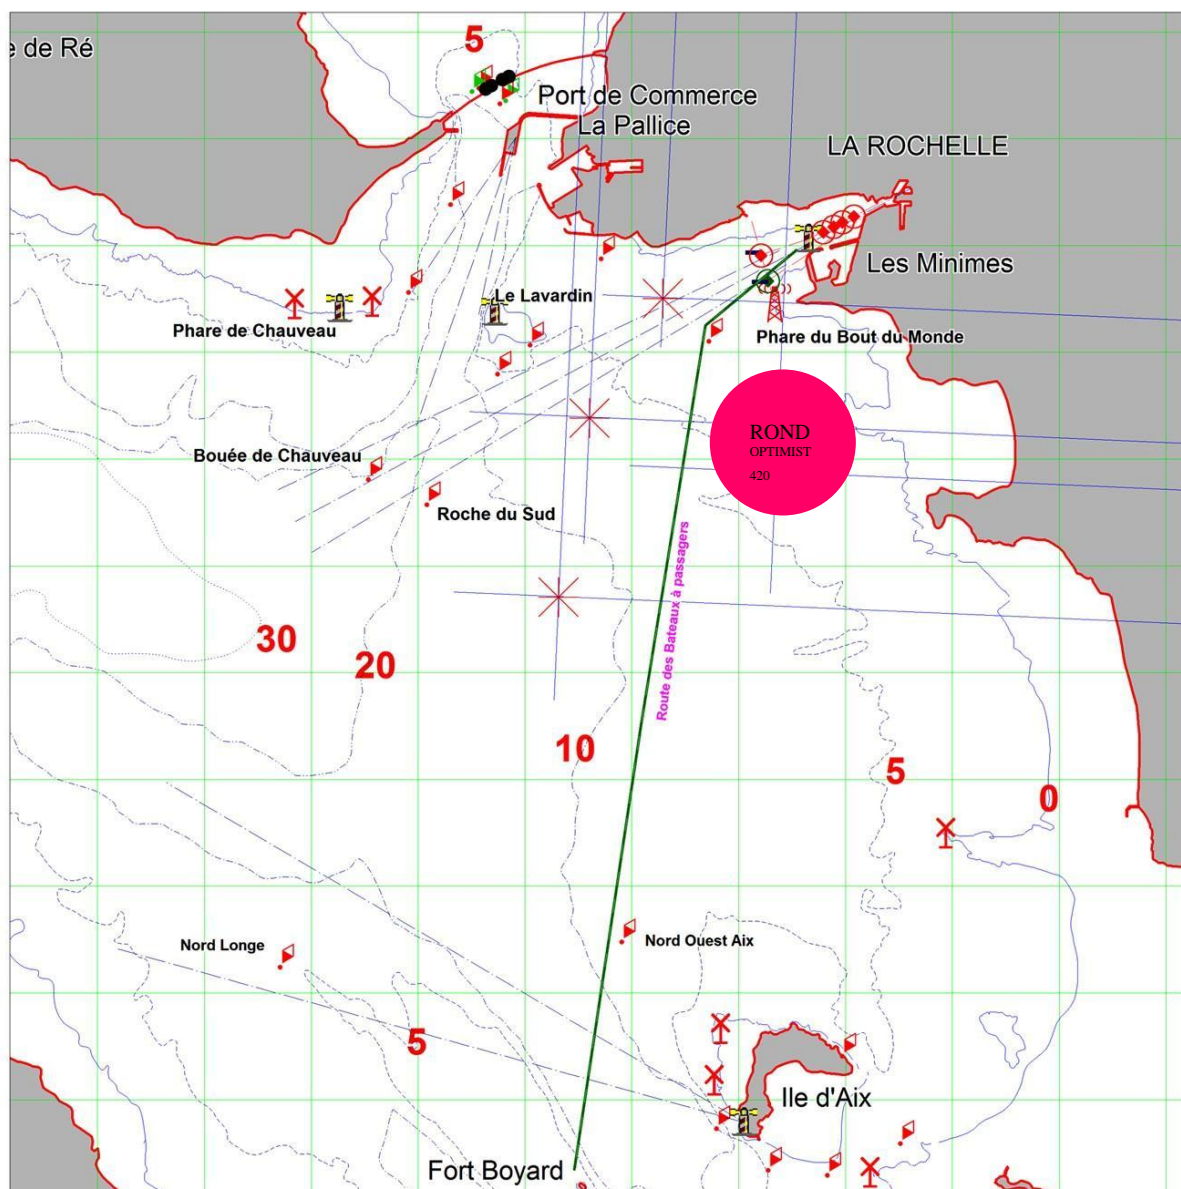 5
e de Ré
Port de Commerce
La Pallice
LA ROCHELLE
Les Minimes
Le Lavardin
Phare de Chauveau
Phare du Bout du Monde
ROND
OPTIMIST
420
Bouée de Chauveau
Roche du Sud
Route des Bateaux à passagers
30
20
10
5
0
Nord Longe
Nord Ouest Aix
5
Ile d'Aix
Fort Boyard